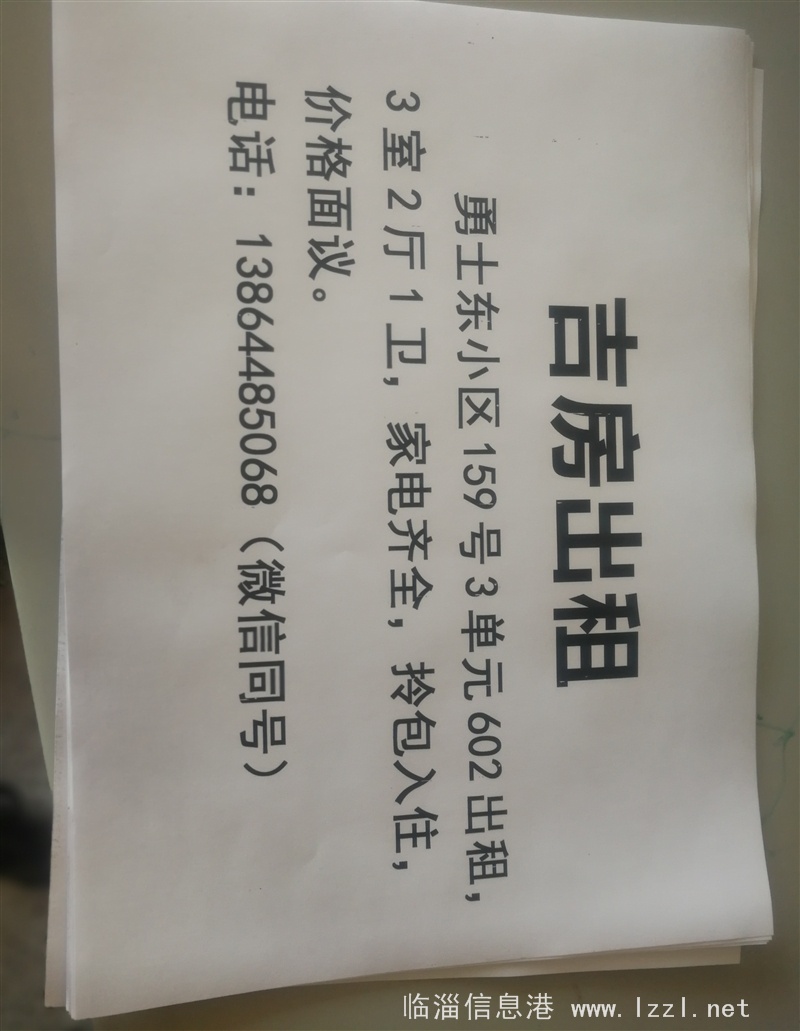 吉房出租
勇士东小区159号3单元602出租，
3室2厅1卫，家电齐全，拎包入住，
价格面议。
电话：13864485068（微信同号）
临淄信息港 www.lzzl.net